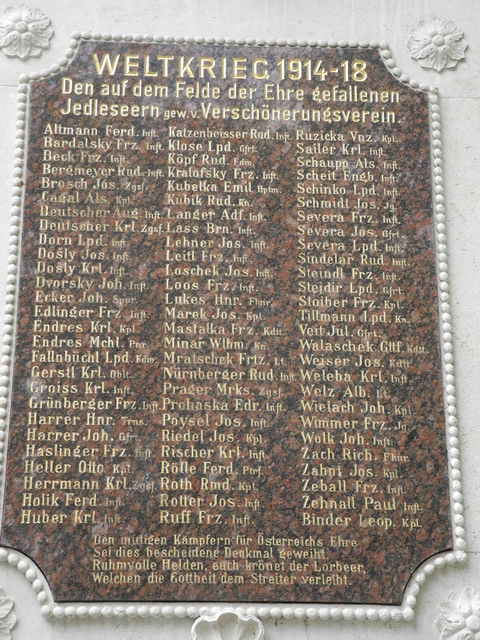 WELTKRIEG 1914-18
Den auf dem Felde der Ehre gefallenen
Jedleseern gew.v. Verschönerungsverein.
Altmann Ferd. Inft.
Bardalsky Frz. Inft.
Beck Frz. Inft.
Bergmeyer Rud. Inft.
Brosch Jos. Zgsf.
Cagal Als. Kpl.
Deutscher Aug. Inft.
Deutscher Krl. Zgsf.
Dorn Lpd. Inft.
Dosly Jos. Inft.
Dosly Krl. Inft.
Dvorsky Joh. Inft.
Ecker Joh.
Edlinger Frz. Inft.
Endres Krl. Kpl.
Endres Mchl. Pnr.
Fallnbüchl Lpd. Kdm.
Gerstl Krl. Inft.
Groiss Krl. Inft.
Grünberger Frz. Inft.
Harrer Hnr. Trns.
Harrer Joh. Gfrt.
Haslinger Frz. Inft.
Heller Otto Kpl.
Herrmann Krl. Zgsf.
Holik Ferd. Inft.
Huber Krl. Inft.
Katzenbeisser Rud. Inft.
Klose Lpd. Gfrt.
Köpf Rud.
Kralofsky Frz. Inft.
Kubelka Emil Hptm.
Kubik Rud. Kn.
Langer Adf. Inft.
Lass Brn. Inft.
Lehner Jos. Inft.
Leitl Frz. Inft.
Loschek Jos. Inft.
Loos Frz. Inft.
Lukes Hnr. Fhnr.
Marek Jos. Kpl.
Mastalka Frz. Kdtt.
Minar Wlhm. Kn.
Mratschek Frtz. Lt.
Nürnberger Rud. Oblt.
Prager Mrks. Zgsf.
Prohaska Edr. Inft.
Poysel Jos. Inft.
Riedel Jos. Kpl.
Rischer Krl. Inft.
Rölle Ferd. Ptrf.
Roth Rmd. Kpl.
Rotter Jos. Inft.
Ruff Frz. Inft.
Ruzicka Vnz. Kpl.
Sailer Krl. Inft.
Schaupp Als. Inft.
Scheit Engb. Inft.
Schinko Lpd. Inft.
Schmidt Jos. Jg.
Severa Frz. Inft.
Severa Jos. Gfrt.
Severa Lpd. Inft.
Sindelar Rud. Inft.
Steindl Frz. Inft.
Stejdir Lpd. Gfrt.
Stoiber Frz. Kpl.
Tillmann Lpd. Kn.
Veit Jul. Gfrt.
Walaschek Gtf. Kdtt.
Weiser Jos. Kdtt.
Weleba Krl. Inft.
Welz Alb. Lt.
Wielach Joh. Kpl.
Wimmer Frz. Jg.
Wolk Joh. Inft.
Zach Rich. Fhnr.
Zahnt Jos. Kpl.
Zeball Frz. Inft.
Zehnall Paul Inft.
Binder Leop. Kpl.
Den mutigen Kämpfern für Österreichs Ehre
Sei dies bescheidene Denkmal geweiht.
Ruhmvolle Helden, euch krönet der Lorbeer,
Welchen die Gottheit dem Streiter verleiht.